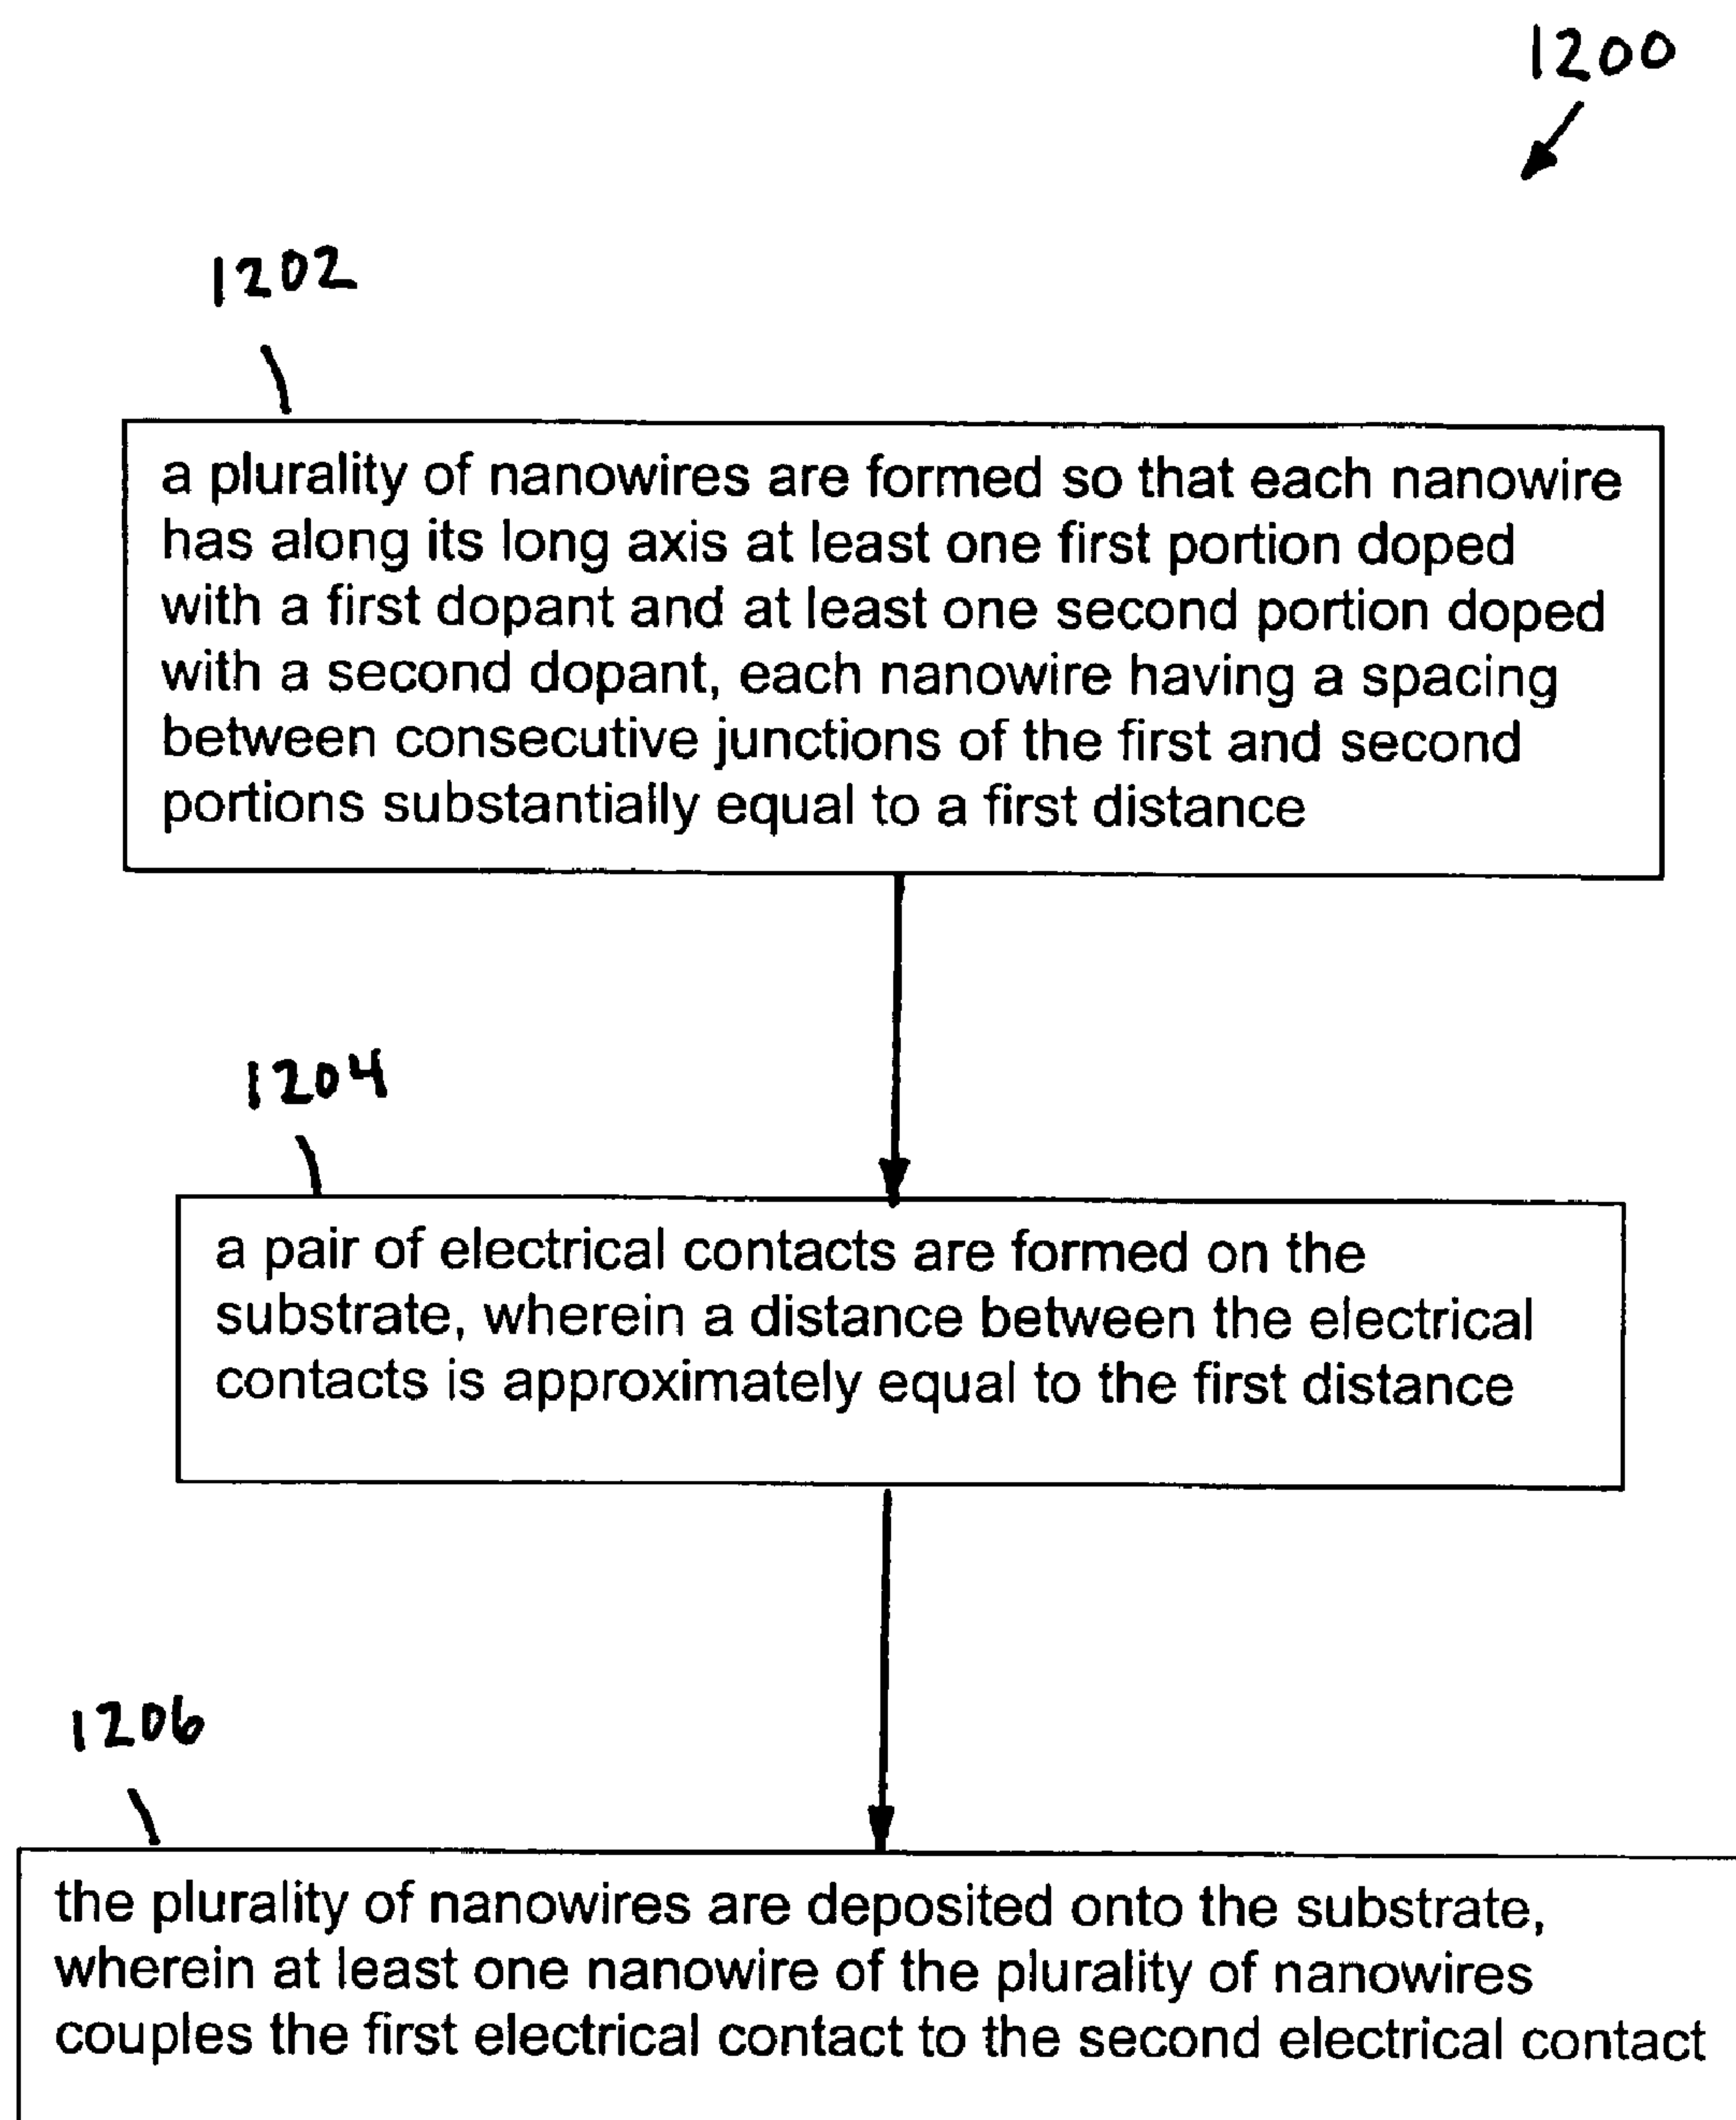 1200
1202
a plurality of nanowires are formed so that each nanowire
has along its long axis at least one first portion doped
with a first dopant and at least one second portion doped
with a second dopant, each nanowire having a spacing
between consecutive junctions of the first and second
portions substantially equal to a first distance
1204
a pair of electrical contacts are formed on the
substrate, wherein a distance between the electrical
contacts is approximately equal to the first distance
1206
the plurality of nanowires are deposited onto the substrate,
wherein at least one nanowire of the plurality of nanowires
couples the first electrical contact to the second electrical contact